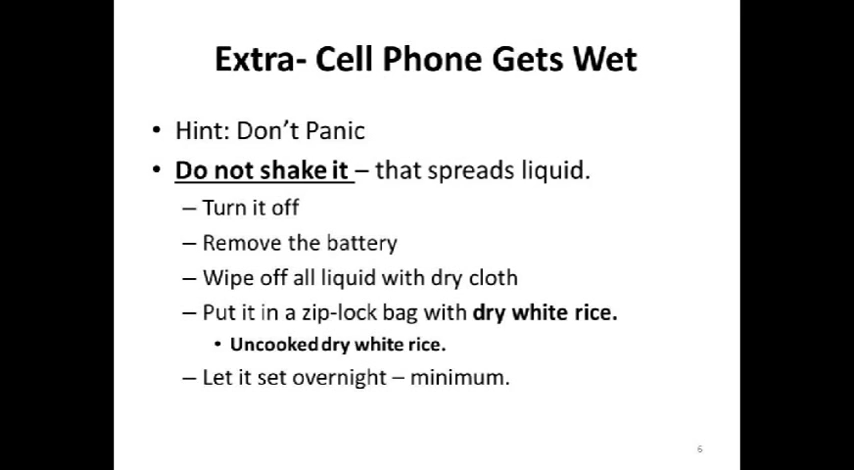 Extra- Cell Phone Gets Wet
• Hint: Don't Panic
• Do not shake it – that spreads liquid.
– Turn it off
– Remove the battery
– Wipe off all liquid with dry cloth
– Put it in a zip-lock bag with dry white rice.
• Uncooked dry white rice.
– Let it set overnight – minimum.
6